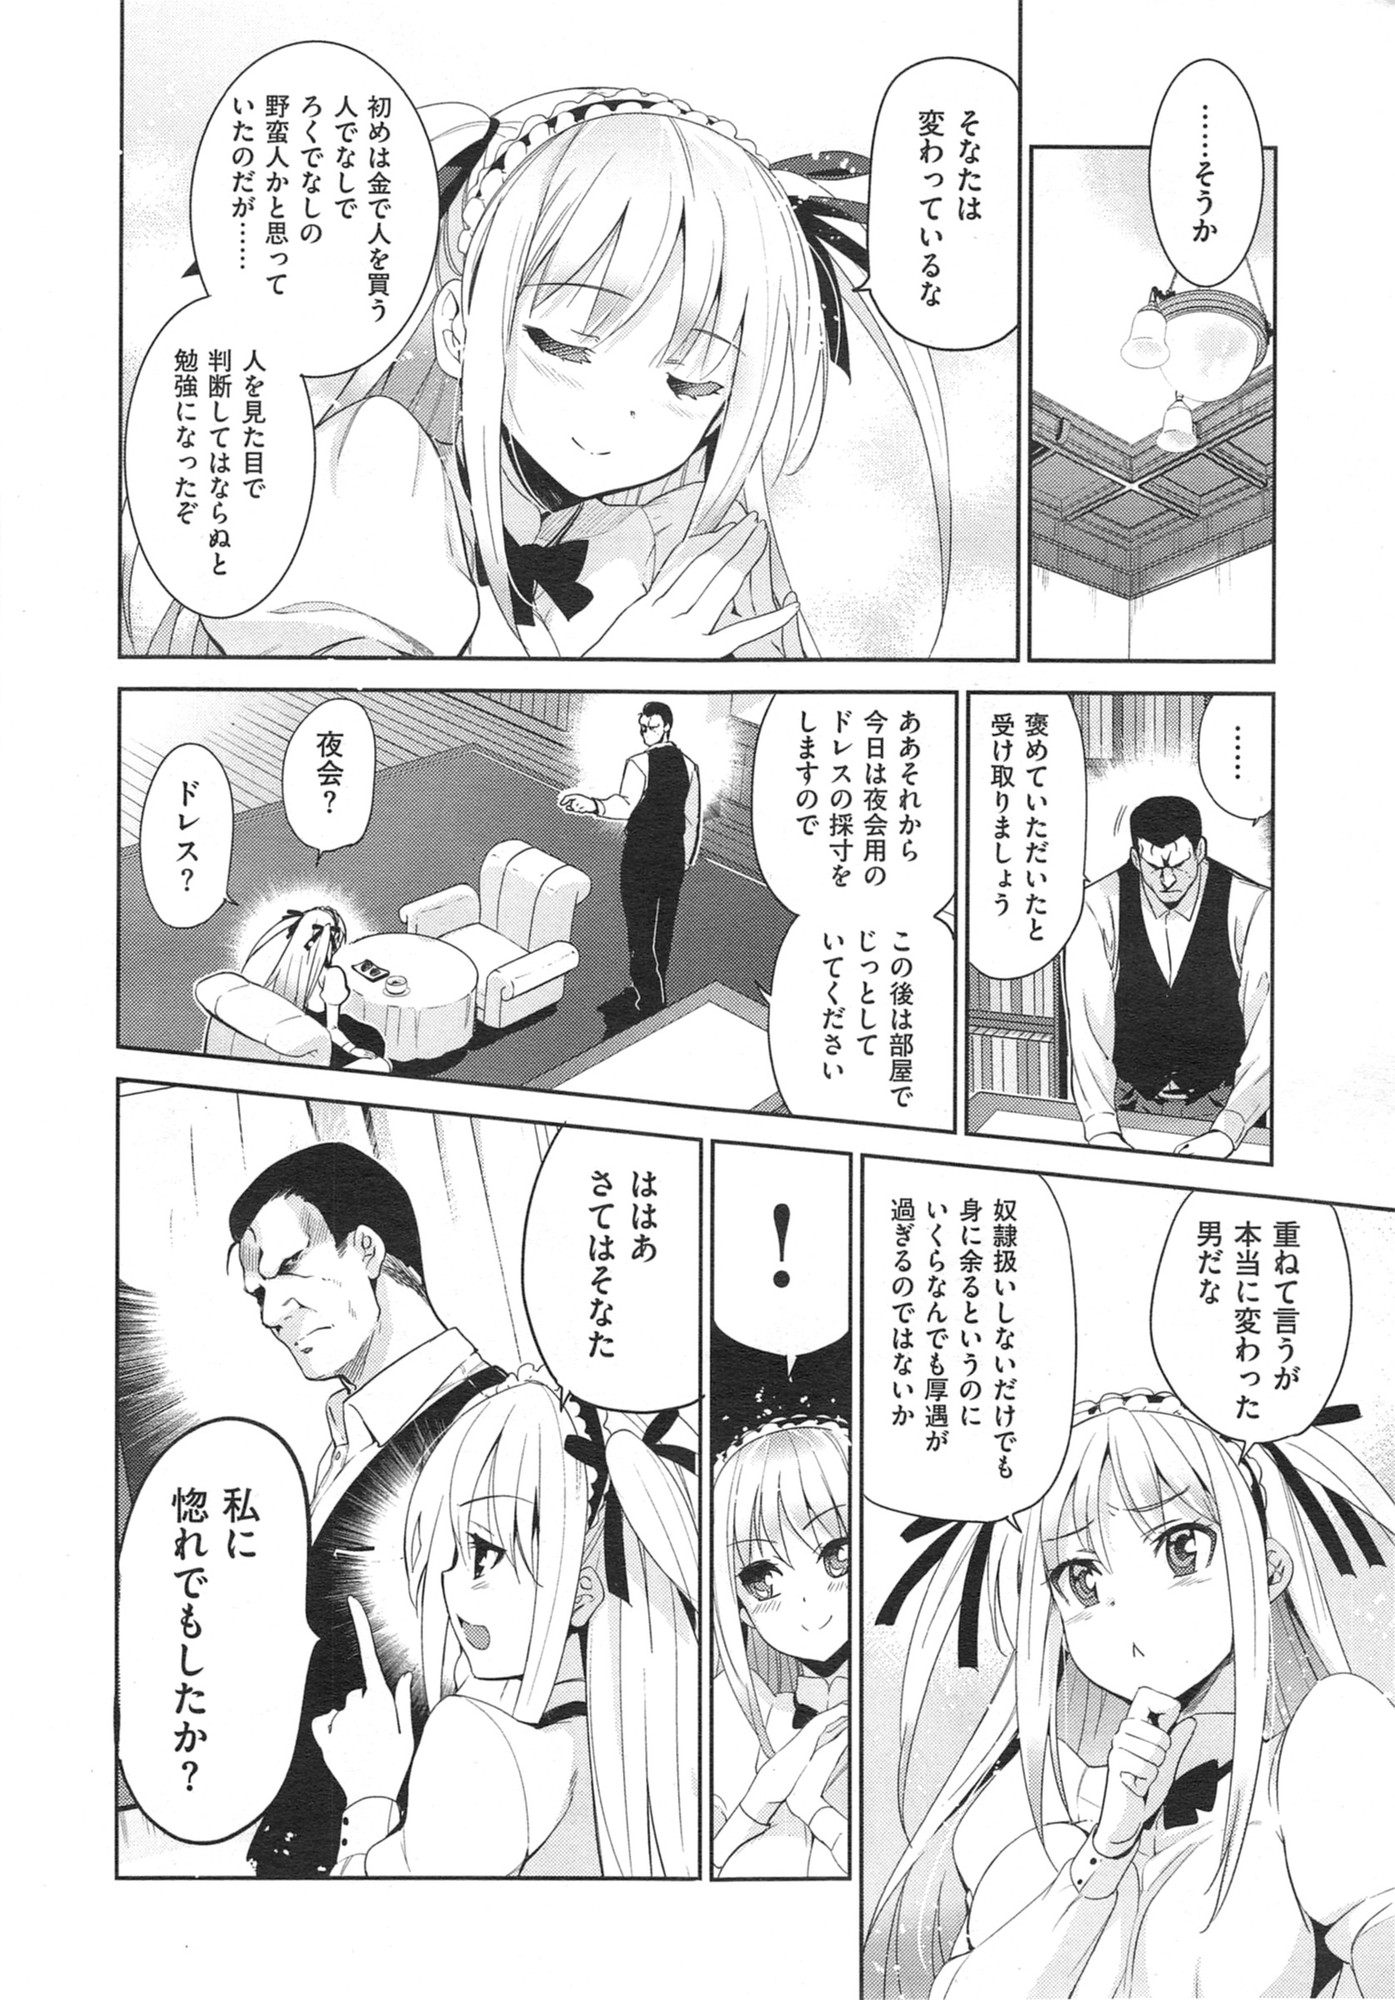 ……そうか
そなたは
変わっているな
初めは金で人を買う
人でなしで
ろくでなしの
野蛮人かと思って
いたのだが……
人を見た目で
判断してはならぬと
勉強になったぞ
……
褒めていただいたと
受け取りましょう
ああそれから
今日は夜会用の
ドレスの採寸を
しますので
この後は部屋で
じっとして
いてください
夜会？
ドレス？
重ねて言うが
本当に変わった
男だな
奴隷扱いしないだけでも
身に余るというのに
いくらなんでも厚遇が
過ぎるのではないか
！
ははあ
さてはそなた
私に
惚れでもしたか？